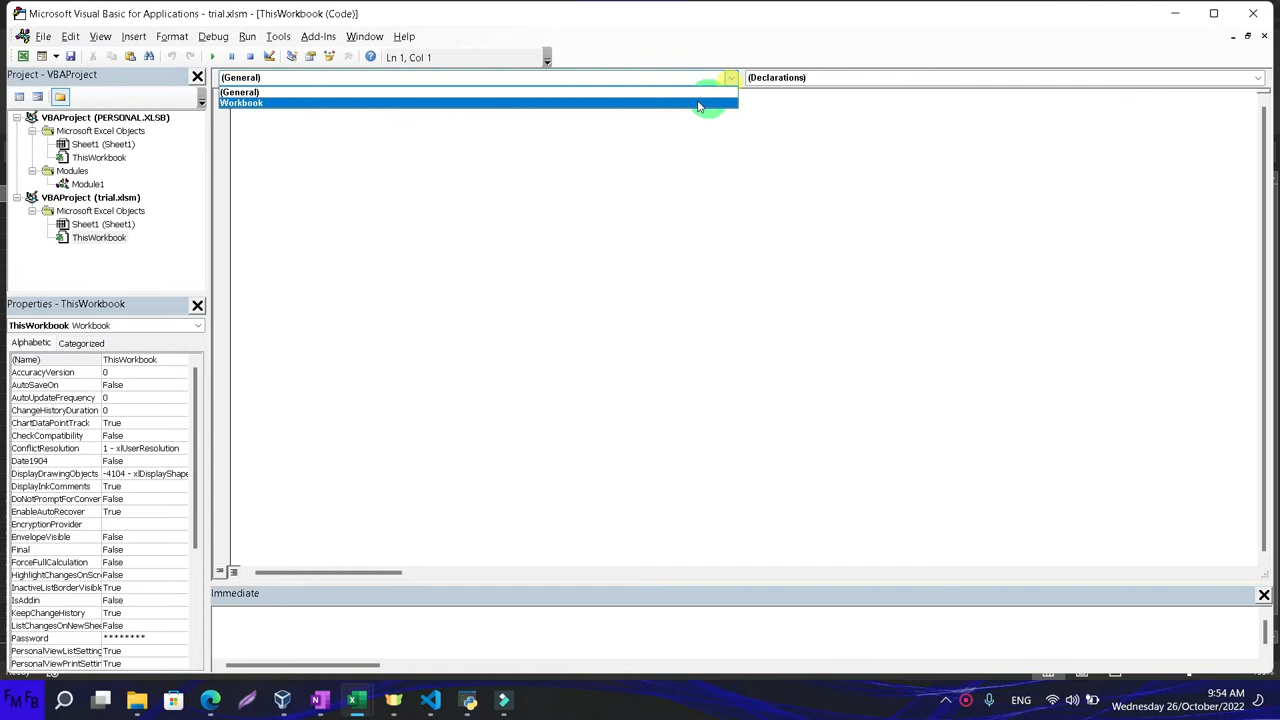 Microsoft Visual Basic for Applications - trial.xlsm - [ThisWorkbook (Code)]
File Edit View Insert Format Debug Run Tools Add-Ins Window Help
Ln 1, Col 1
Project - VBAProject
(General)
(Declarations)
(General)
Workbook
VBAProject (PERSONAL.XLSB)
Microsoft Excel Objects
Sheet1 (Sheet1)
ThisWorkbook
Modules
Module1
VBAProject (trial.xlsm)
Microsoft Excel Objects
Sheet1 (Sheet1)
ThisWorkbook
Properties - ThisWorkbook
ThisWorkbook Workbook
Alphabetic Categorized
(Name) ThisWorkbook
AccuracyVersion 0
AutoSaveOn False
AutoUpdateFrequency 0
ChangeHistoryDuration 0
ChartDataPointTrack True
CheckCompatibility False
ConflictResolution 1 - xlUserResolution
Date1904 False
DisplayDrawingObjects -4104 - xlDisplayShape
DisplayInkComments True
DoNotPromptForConver False
EnableAutoRecover True
EncryptionProvider
EnvelopeVisible False
Final False
ForceFullCalculation False
HighlightChangesOnScr False
InactiveListBorderVisible True
IsAddin False
KeepChangeHistory True
ListChangesOnNewShee False
Password ********
PersonalViewListSetting True
PersonalViewPrintSettin True
Immediate
FM FB
ENG
9:54 AM
Wednesday 26/October/2022